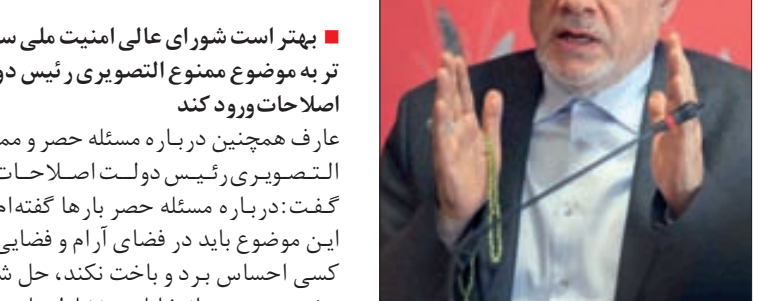 ■ بهتر است شورای عالی امنیت ملی
تر به موضوع ممنوع التصویری رئیس
اصلاحات ورود کند
عارف همچنین درباره مسئله حصر و
التصویری رئیس دولت اصلاحات
گفت: درباره مسئله حصر بارها گفته‌ام
این موضوع باید در فضای آرام و فضایی
کسی احساس برد و باخت نکند، حل